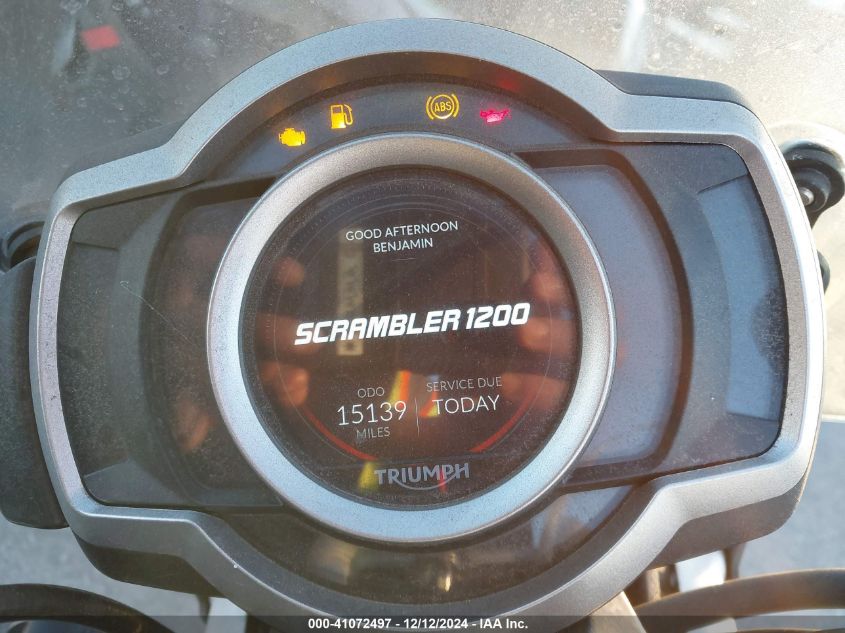 ABS
GOOD AFTERNOON
BENJAMIN
SCRAMBLER 1200
ODO
15139
MILES
SERVICE DUE
TODAY
TRIUMPH
000-41072497 - 12/12/2024 - IAA Inc.